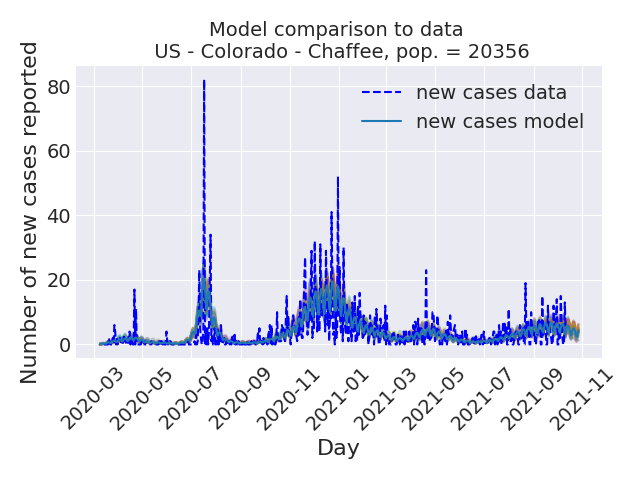 Model comparison to data
US - Colorado - Chaffee, pop. = 20356
Number of new cases reported
80
60
40
20
0
new cases data
new cases model
2020-03
2020-05
2020-07
2020-09
2020-11
2021-01
2021-03
2021-05
2021-07
2021-09
2021-11
Day